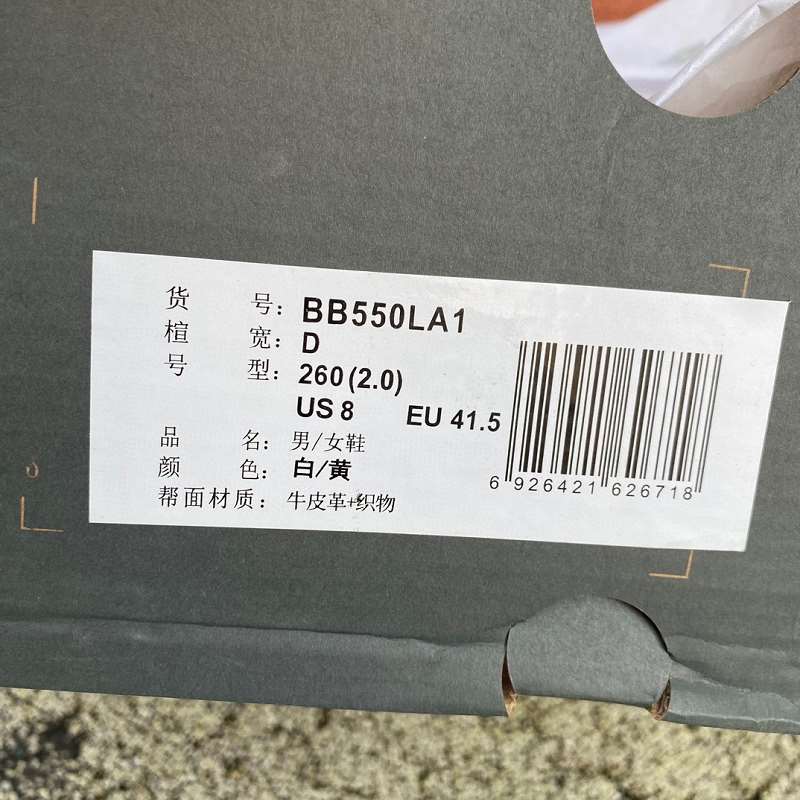 货 号: BB550LA1
楦 宽: D
号 型: 260(2.0)
US 8 EU 41.5
品 名: 男/女鞋
颜 色: 白/黄
帮面材质: 牛皮革+织物
6 926421 626718